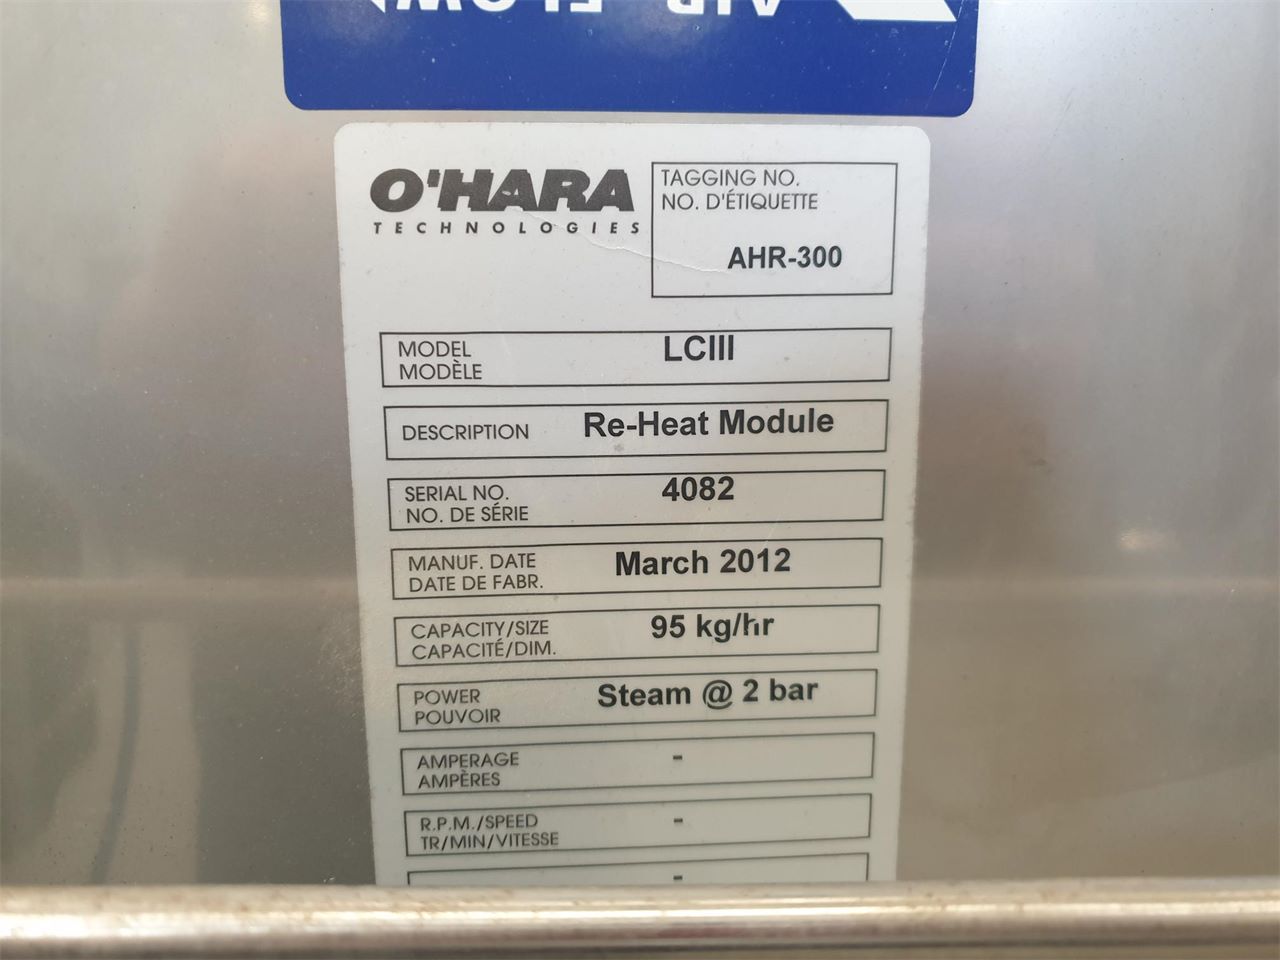 AIR FLOW
O'HARA
TECHNOLOGIES
TAGGING NO.
NO. D'ÉTIQUETTE
AHR-300
MODEL
MODÈLE
LCIII
DESCRIPTION
Re-Heat Module
SERIAL NO.
NO. DE SÉRIE
4082
MANUF. DATE
DATE DE FABR.
March 2012
CAPACITY/SIZE
CAPACITÉ/DIM.
95 kg/hr
POWER
POUVOIR
Steam @ 2 bar
AMPERAGE
AMPÈRES
-
R.P.M./SPEED
TR/MIN/VITESSE
-
-